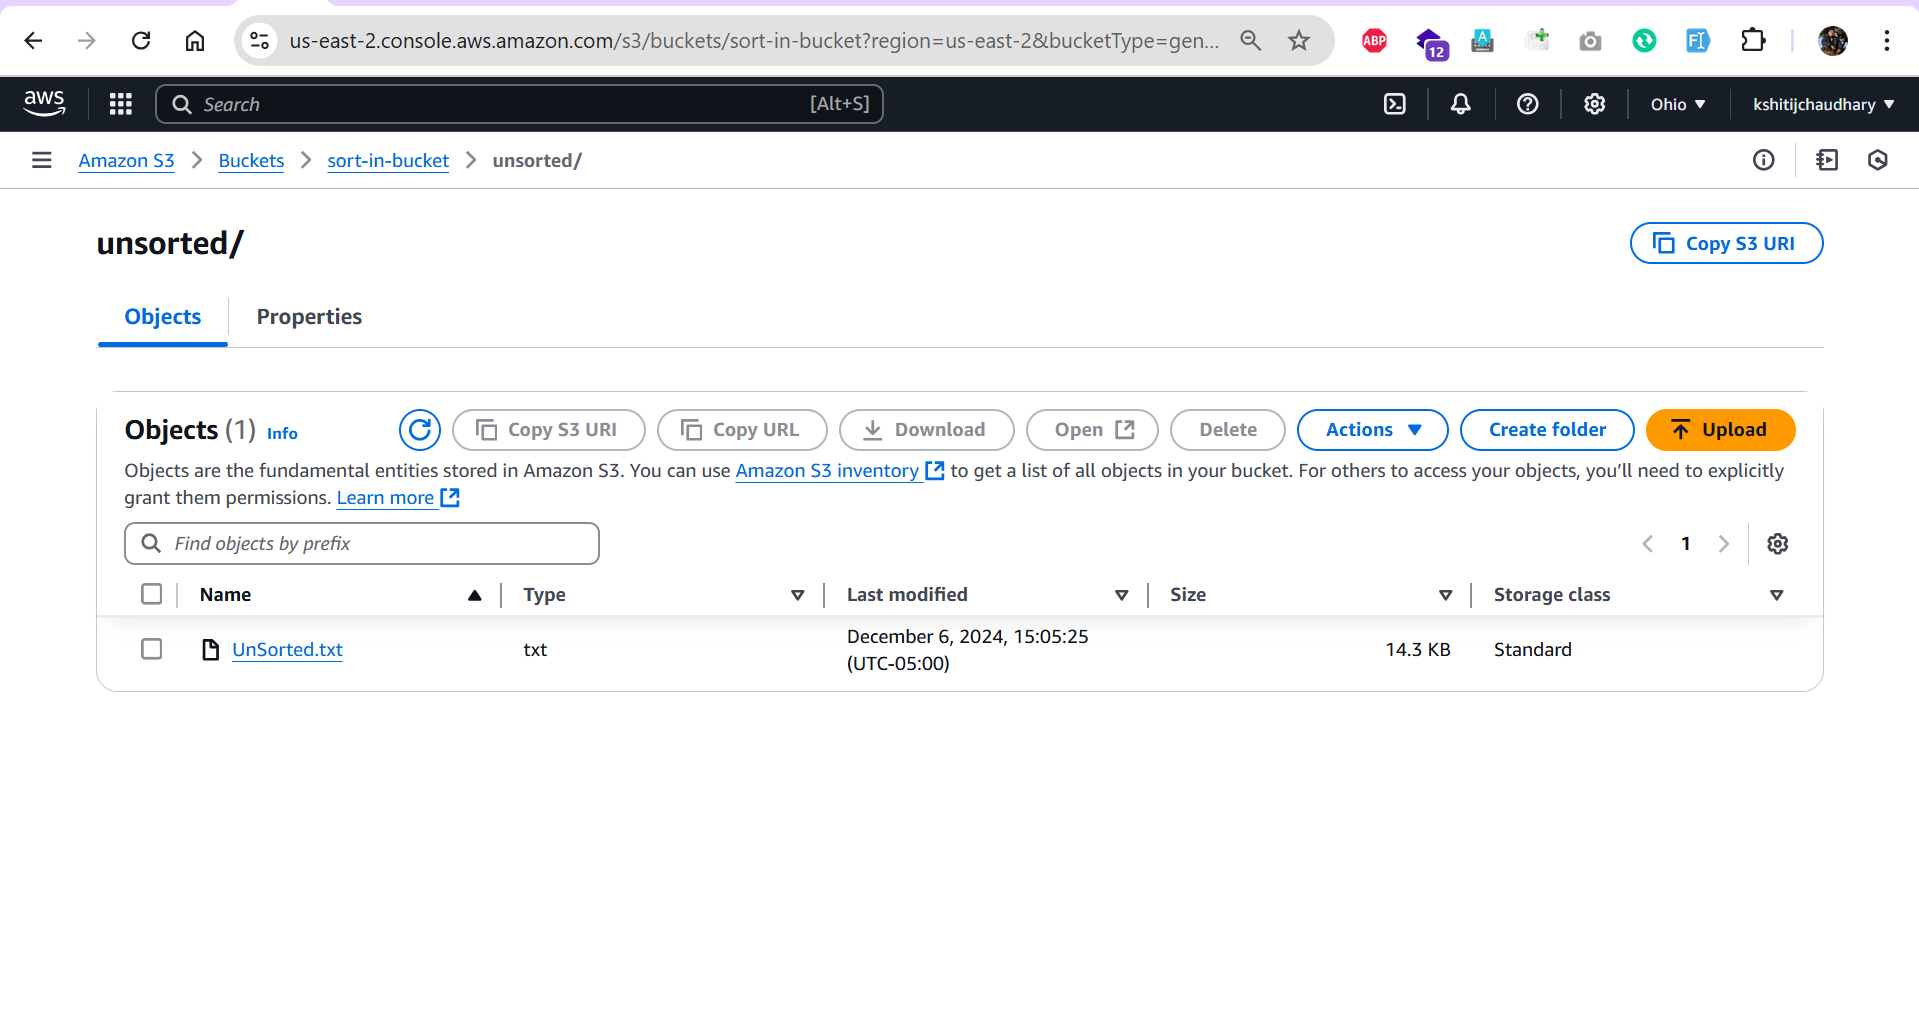 us-east-2.console.aws.amazon.com/s3/buckets/sort-in-bucket?region=us-east-2&bucketType=gen...
ABP
12
A
FI
aws
Search
[Alt+S]
Ohio
kshitijchaudhary
Amazon S3
Buckets
sort-in-bucket
unsorted/
unsorted/
Copy S3 URI
Objects
Properties
Objects (1) Info
Copy S3 URI
Copy URL
Download
Open
Delete
Actions
Create folder
Upload
Objects are the fundamental entities stored in Amazon S3. You can use Amazon S3 inventory to get a list of all objects in your bucket. For others to access your objects, you’ll need to explicitly
grant them permissions. Learn more
Find objects by prefix
1
Name
Type
Last modified
Size
Storage class
UnSorted.txt
txt
December 6, 2024, 15:05:25
(UTC-05:00)
14.3 KB
Standard